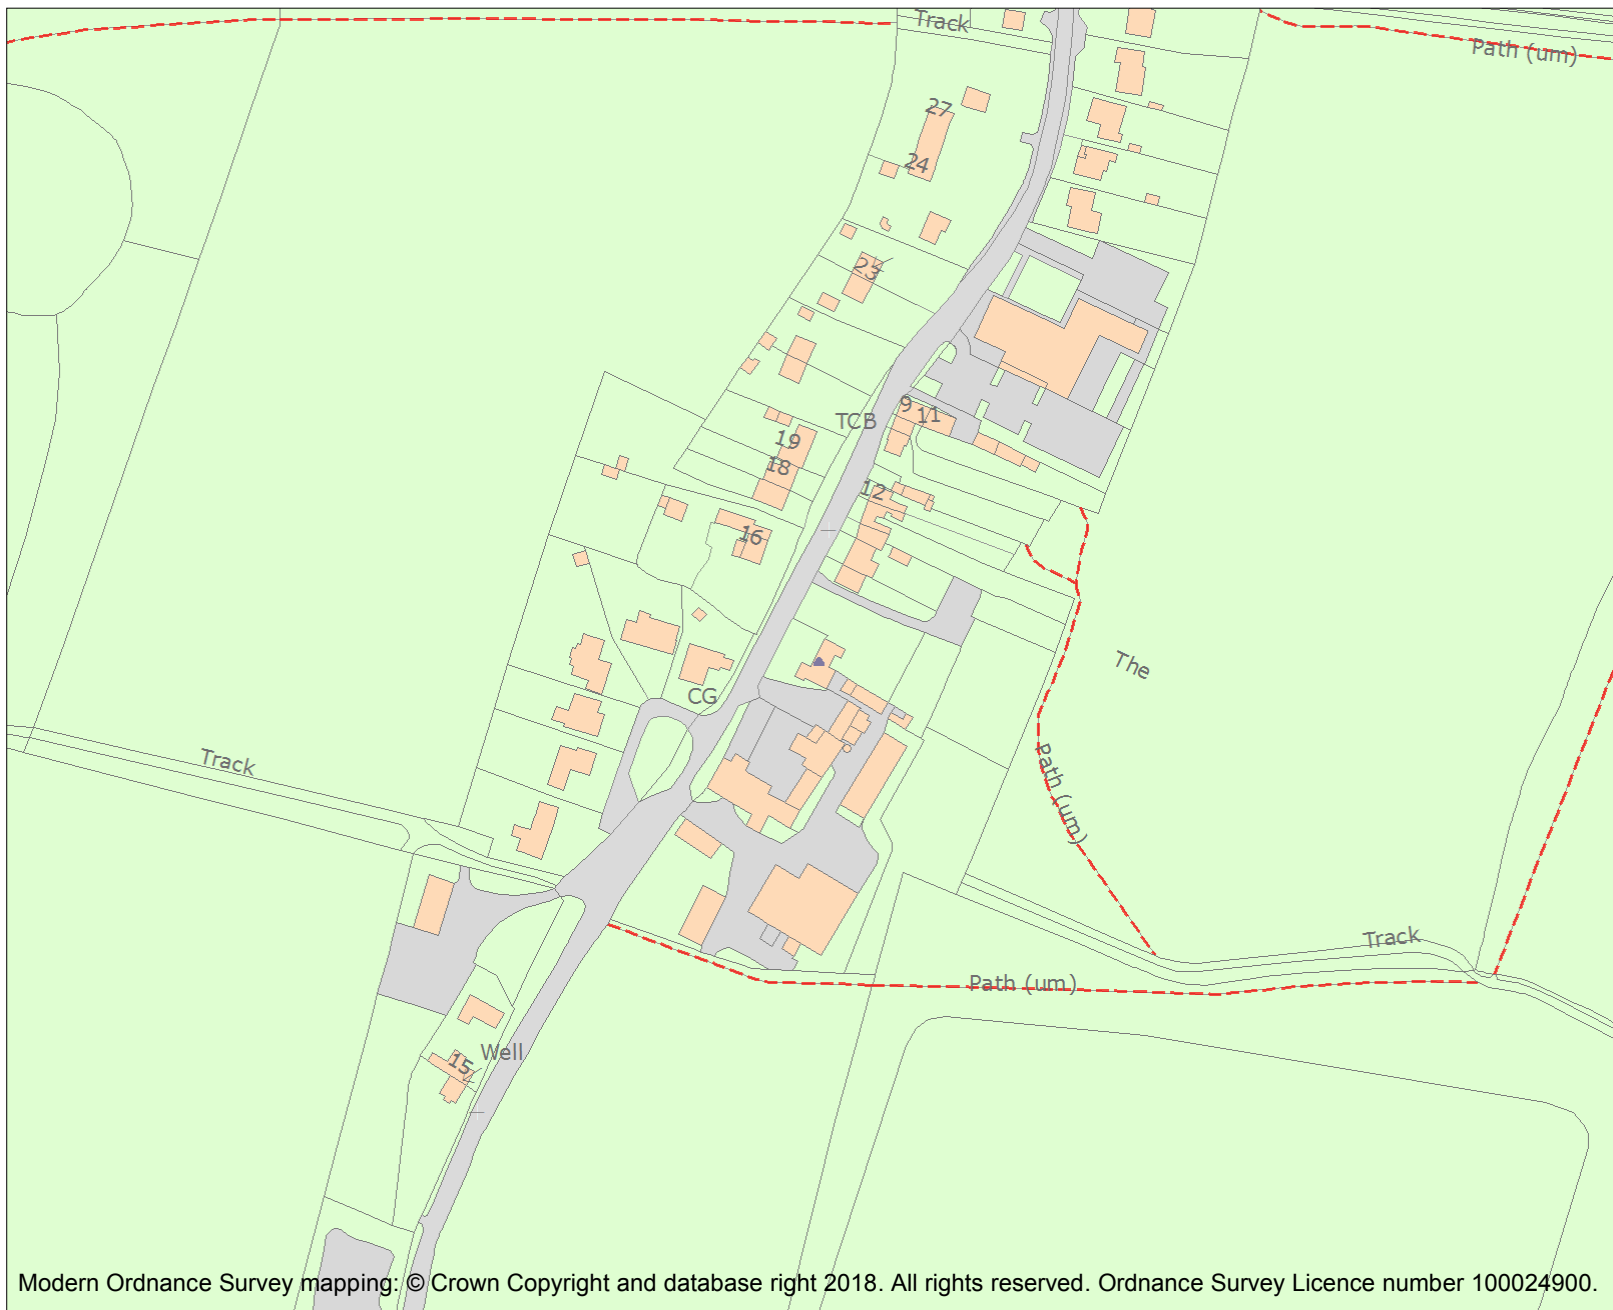 Track
Path (um)
27
24
23
TCB
9
11
19
18
12
16
The
CG
Track
Path (um)
Track
Path (um)
Well
15
Modern Ordnance Survey mapping: © Crown Copyright and database right 2018. All rights reserved. Ordnance Survey Licence number 100024900.